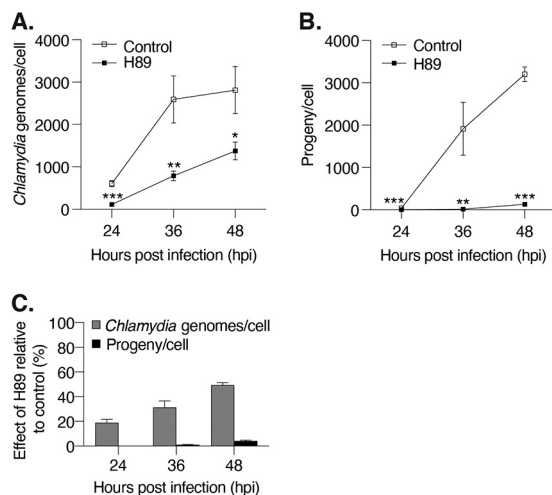 A.
Chlamydia genomes/cell
4000
3000
2000
1000
0
Control
H89
***
**
*
24
36
48
Hours post infection (hpi)
B.
Progeny/cell
4000
3000
2000
1000
0
Control
H89
***
**
***
24
36
48
Hours post infection (hpi)
C.
Effect of H89 relative
to control (%)
100
80
60
40
20
0
Chlamydia genomes/cell
Progeny/cell
24
36
48
Hours post infection (hpi)